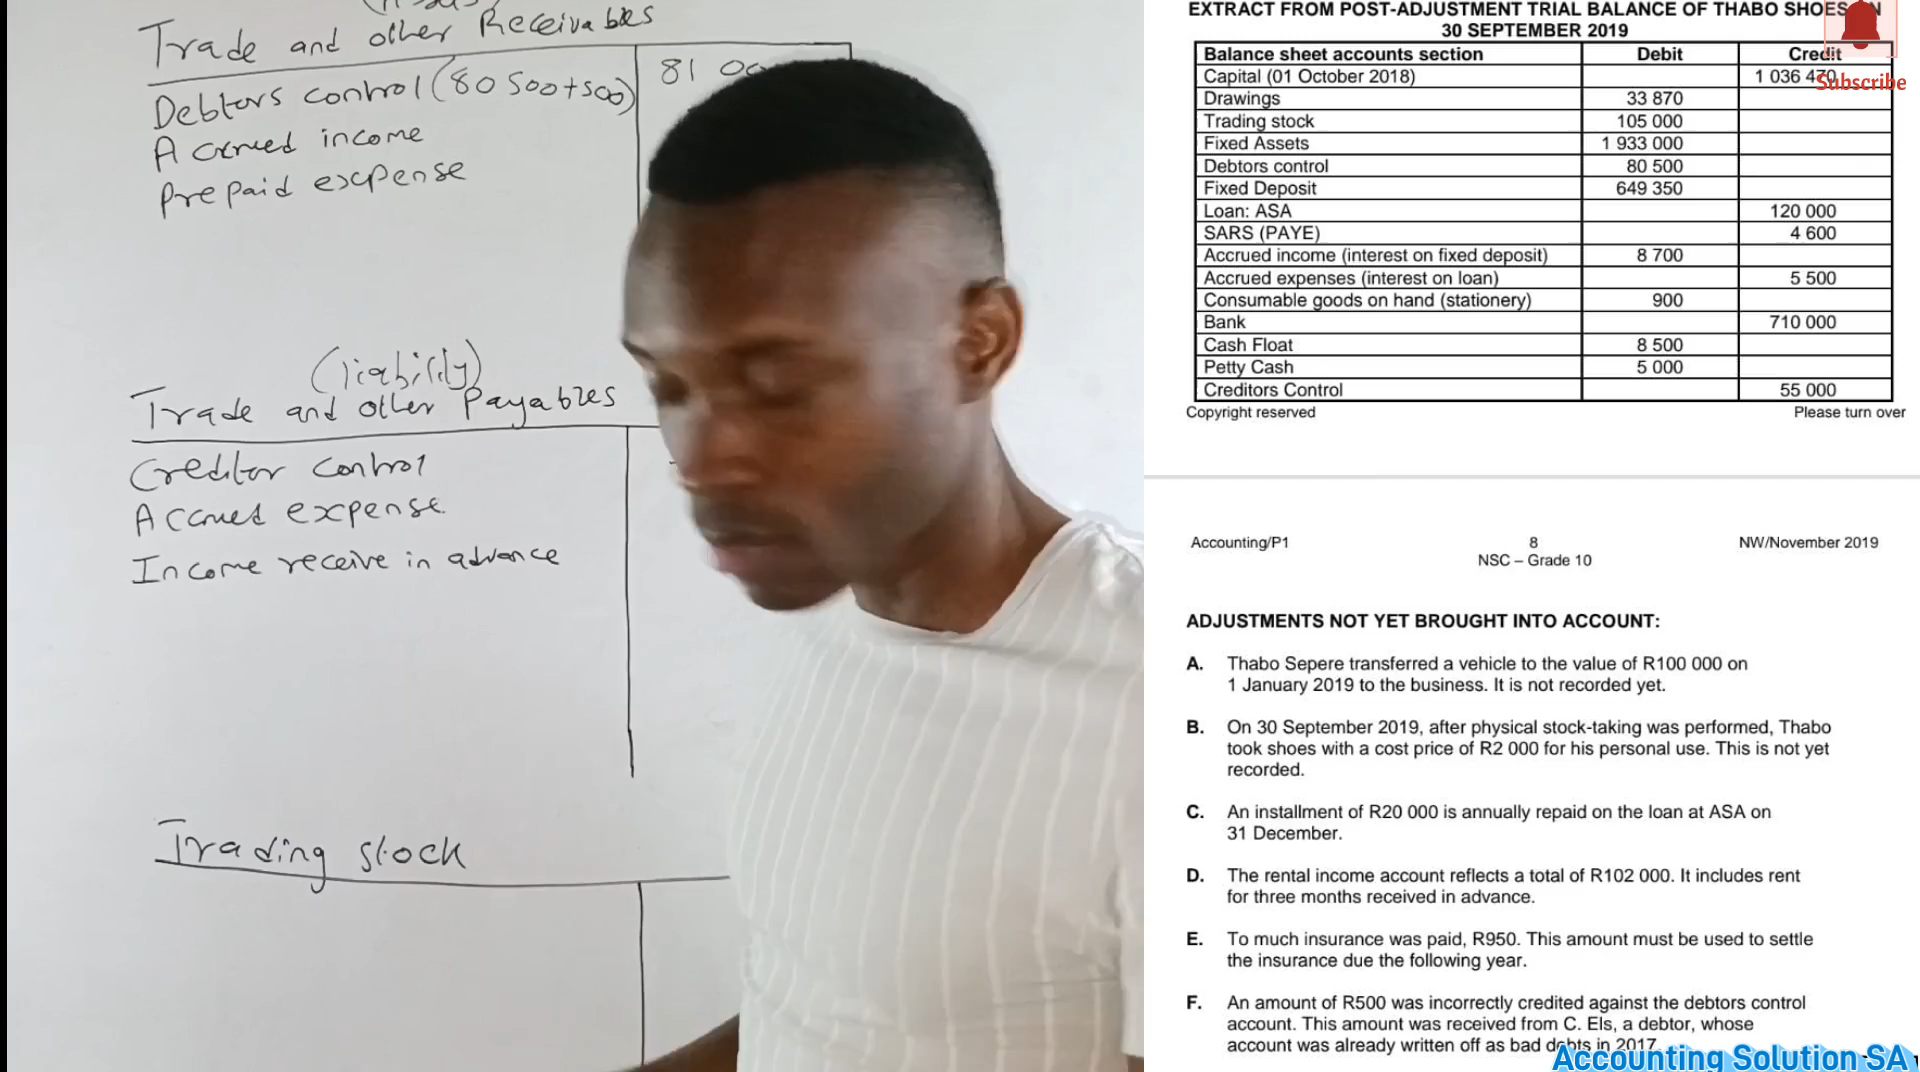 Trade and other Receivables
Debtors control (80 500+500) 81 00
Accrued income
Prepaid expense
(liability)
Trade and other Payables
Creditor control
Accrued expense
Income receive in advance
Trading stock
EXTRACT FROM POST-ADJUSTMENT TRIAL BALANCE OF THABO SHOES
30 SEPTEMBER 2019
Balance sheet accounts section Debit Credit
Capital (01 October 2018) 1 036 470
Subscribe
Drawings 33 870
Trading stock 105 000
Fixed Assets 1 933 000
Debtors control 80 500
Fixed Deposit 649 350
Loan: ASA 120 000
SARS (PAYE) 4 600
Accrued income (interest on fixed deposit) 8 700
Accrued expenses (interest on loan) 5 500
Consumable goods on hand (stationery) 900
Bank 710 000
Cash Float 8 500
Petty Cash 5 000
Creditors Control 55 000
Copyright reserved Please turn over
Accounting/P1 8 NW/November 2019
NSC – Grade 10
ADJUSTMENTS NOT YET BROUGHT INTO ACCOUNT:
A. Thabo Sepere transferred a vehicle to the value of R100 000 on
1 January 2019 to the business. It is not recorded yet.
B. On 30 September 2019, after physical stock-taking was performed, Thabo
took shoes with a cost price of R2 000 for his personal use. This is not yet
recorded.
C. An installment of R20 000 is annually repaid on the loan at ASA on
31 December.
D. The rental income account reflects a total of R102 000. It includes rent
for three months received in advance.
E. To much insurance was paid, R950. This amount must be used to settle
the insurance due the following year.
F. An amount of R500 was incorrectly credited against the debtors control
account. This amount was received from C. Els, a debtor, whose
account was already written off as bad debts in 2017.
Accounting Solution SA